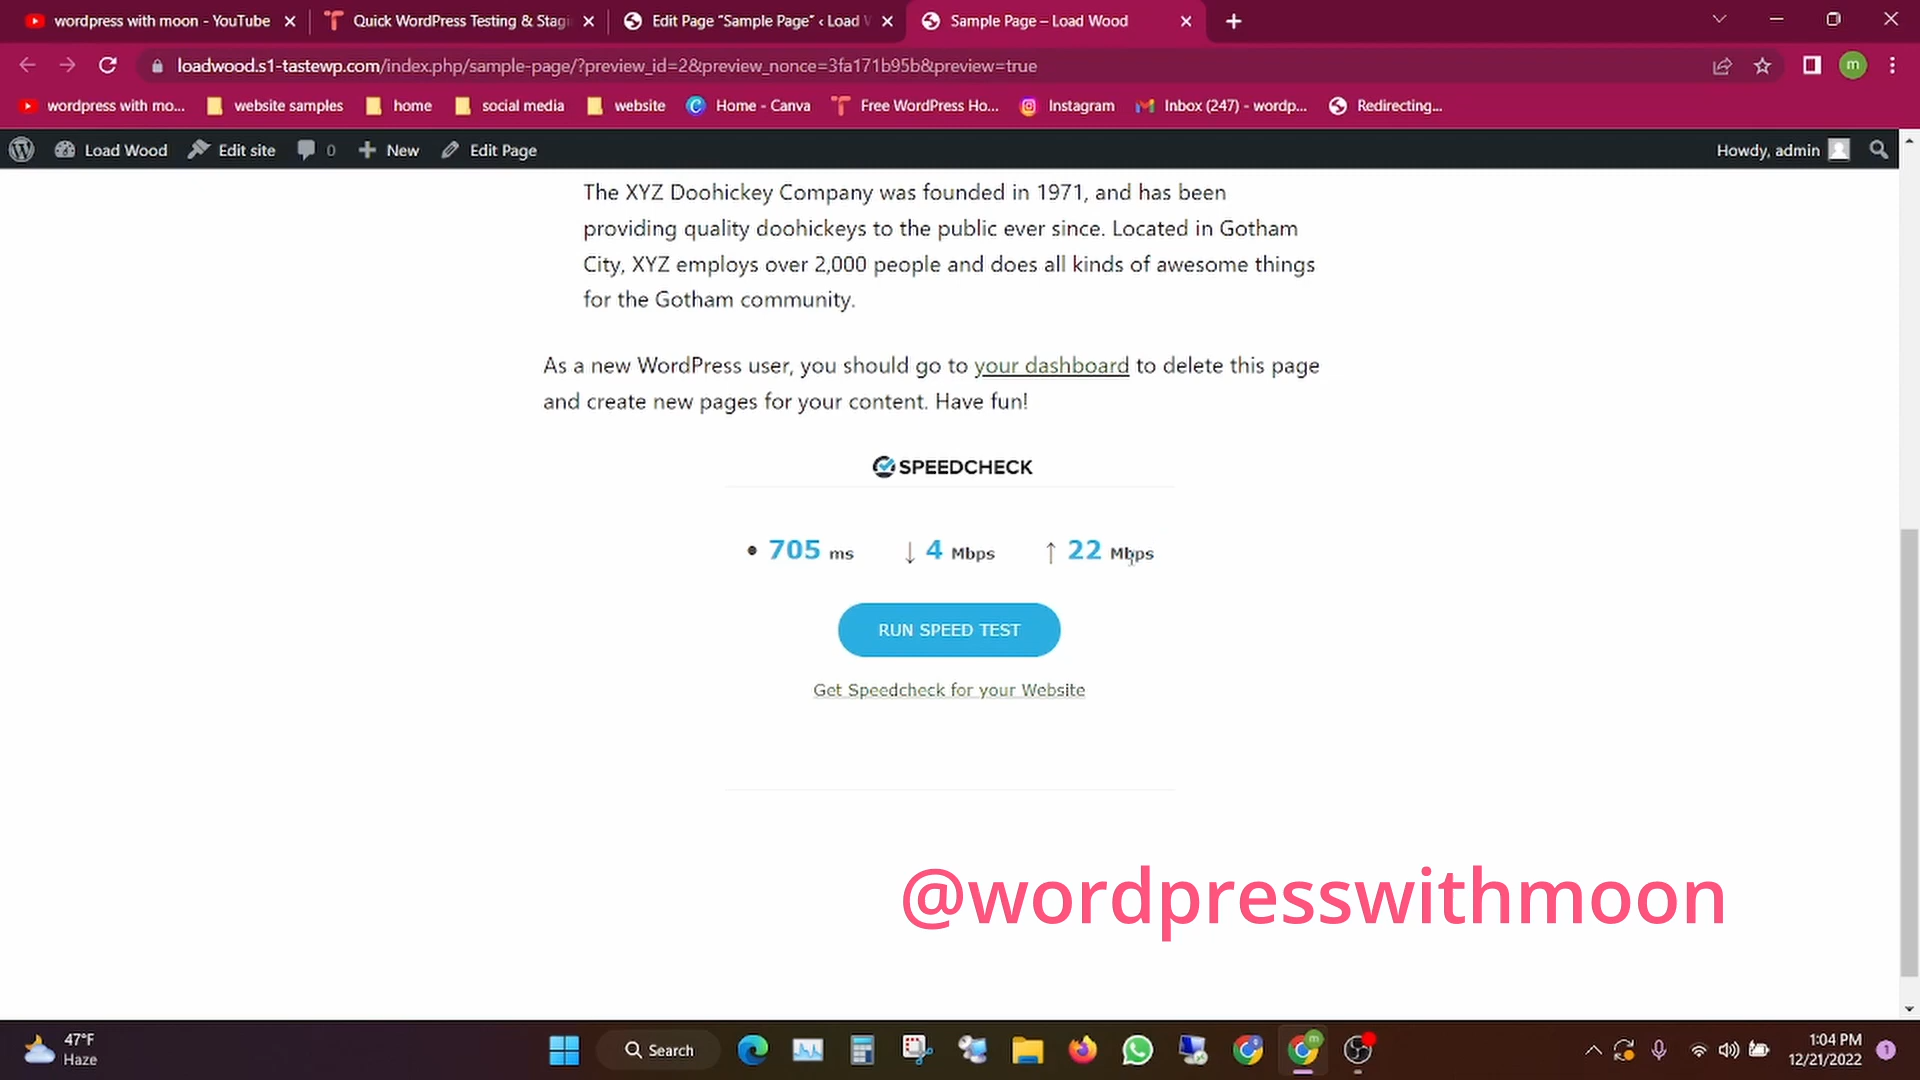 wordpress with moon - YouTube
Quick WordPress Testing & Stagi
Edit Page “Sample Page” ‹ Load W
Sample Page – Load Wood
loadwood.s1-tastewp.com/index.php/sample-page/?preview_id=2&preview_nonce=3fa171b95b&preview=true
m
wordpress with mo...
website samples
home
social media
website
Home - Canva
Free WordPress Ho...
Instagram
Inbox (247) - wordp...
Redirecting...
Load Wood
Edit site
0
New
Edit Page
Howdy, admin
The XYZ Doohickey Company was founded in 1971, and has been
providing quality doohickeys to the public ever since. Located in Gotham
City, XYZ employs over 2,000 people and does all kinds of awesome things
for the Gotham community.
As a new WordPress user, you should go to your dashboard to delete this page
and create new pages for your content. Have fun!
SPEEDCHECK
705 ms ↓ 4 Mbps ↑ 22 Mbps
RUN SPEED TEST
Get Speedcheck for your Website
@wordpresswithmoon
47°F
Haze
Search
1:04 PM
12/21/2022
1